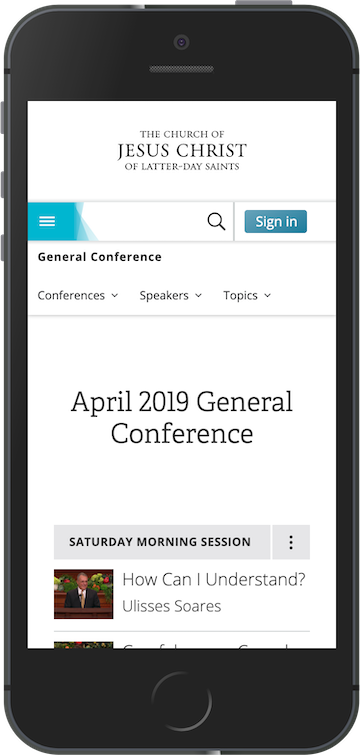 THE CHURCH OF
JESUS CHRIST
OF LATTER-DAY SAINTS
Sign in
General Conference
Conferences
Speakers
Topics
April 2019 General
Conference
SATURDAY MORNING SESSION
How Can I Understand?
Ulisses Soares